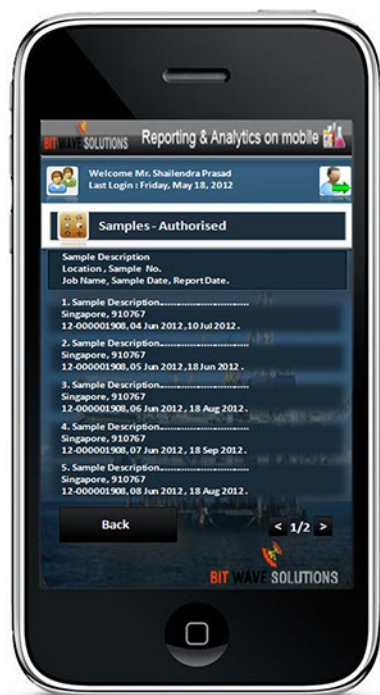 BIT WAVE SOLUTIONS Reporting & Analytics on mobile
Welcome Mr. Shailendra Prasad
Last Login : Friday, May 18, 2012
Samples - Authorised
Sample Description
Location , Sample No.
Job Name, Sample Date, Report Date.
1. Sample Description..............................
Singapore, 910767
12-000001908, 04 Jun 2012, 10 Jul 2012 .
2. Sample Description..............................
Singapore, 910767
12-000001908, 05 Jun 2012, 18 Jun 2012 .
3. Sample Description..............................
Singapore, 910767
12-000001908, 06 Jun 2012, 18 Aug 2012 .
4. Sample Description..............................
Singapore, 910767
12-000001908, 07 Jun 2012, 18 Sep 2012 .
5. Sample Description..............................
Singapore, 910767
12-000001908, 08 Jun 2012, 18 Aug 2012 .
Back < 1/2 >
BIT WAVE SOLUTIONS